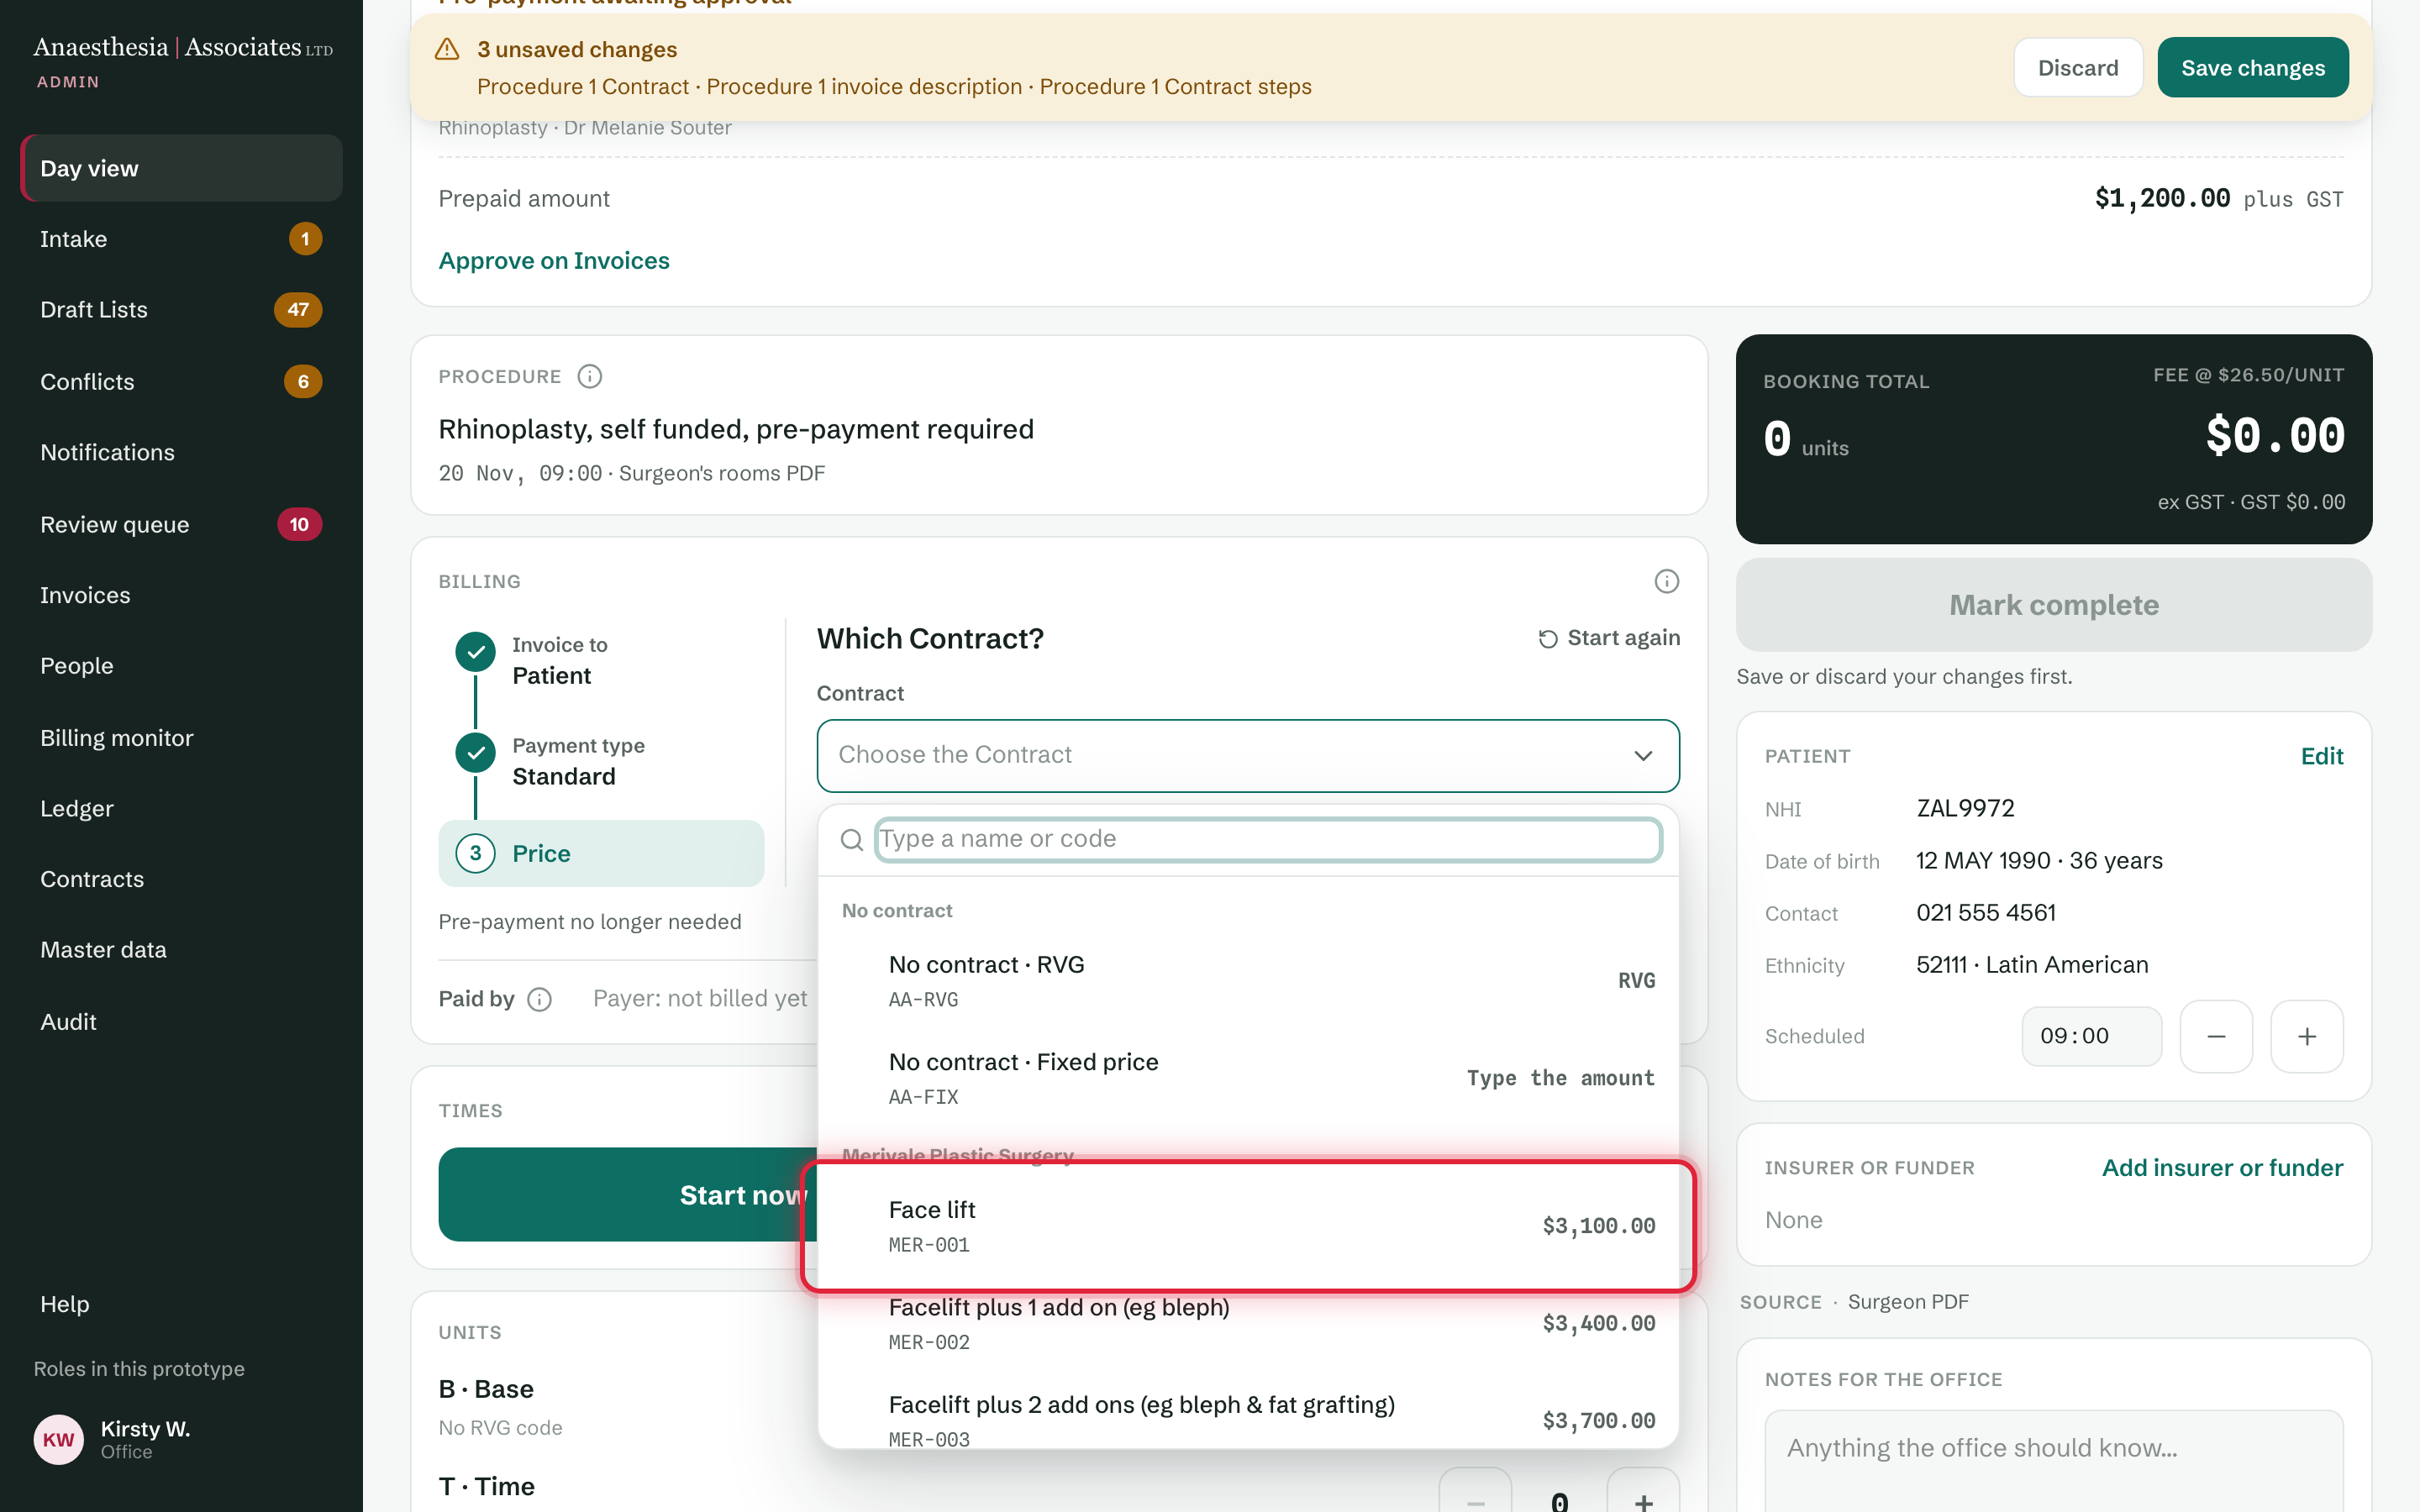 Anaesthesia | Associates LTD
ADMIN
Day view
Intake 1
Draft Lists 47
Conflicts 6
Notifications
Review queue 10
Invoices
People
Billing monitor
Ledger
Contracts
Master data
Audit
Help
Roles in this prototype
KW
Kirsty W.
Office
Pre-payment awaiting approval
3 unsaved changes
Procedure 1 Contract · Procedure 1 invoice description · Procedure 1 Contract steps
Discard
Save changes
Rhinoplasty · Dr Melanie Souter
Prepaid amount
$1,200.00 plus GST
Approve on Invoices
PROCEDURE
Rhinoplasty, self funded, pre-payment required
20 Nov, 09:00 · Surgeon's rooms PDF
BILLING
Invoice to
Patient
Payment type
Standard
3 Price
Pre-payment no longer needed
Paid by
Payer: not billed yet
Which Contract?
Start again
Contract
Choose the Contract
Type a name or code
No contract
No contract · RVG
AA-RVG
RVG
No contract · Fixed price
AA-FIX
Type the amount
Merivale Plastic Surgery
Face lift
MER-001
$3,100.00
Facelift plus 1 add on (eg bleph)
MER-002
$3,400.00
Facelift plus 2 add ons (eg bleph & fat grafting)
MER-003
$3,700.00
TIMES
Start now
UNITS
B · Base
No RVG code
T · Time
− 0 +
BOOKING TOTAL
FEE @ $26.50/UNIT
0 units
$0.00
ex GST · GST $0.00
Mark complete
Save or discard your changes first.
PATIENT
Edit
NHI ZAL9972
Date of birth 12 MAY 1990 · 36 years
Contact 021 555 4561
Ethnicity 52111 · Latin American
Scheduled 09:00 − +
INSURER OR FUNDER
Add insurer or funder
None
SOURCE · Surgeon PDF
NOTES FOR THE OFFICE
Anything the office should know...